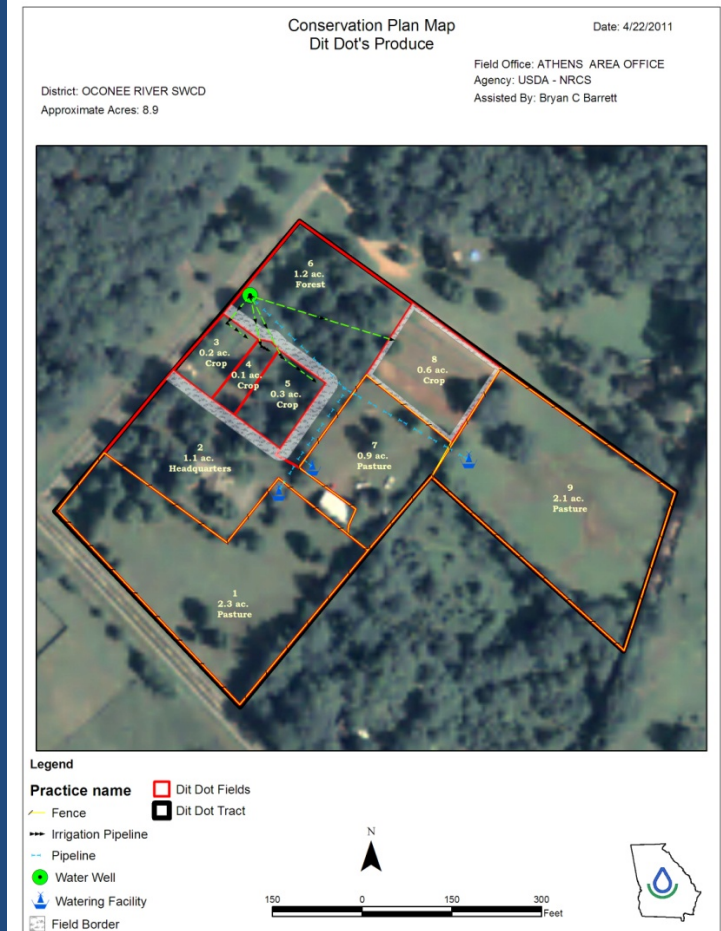 Conservation Plan Map
Dit Dot's Produce
Date: 4/22/2011
District: OCONEE RIVER SWCD
Approximate Acres: 8.9
Field Office: ATHENS AREA OFFICE
Agency: USDA - NRCS
Assisted By: Bryan C Barrett
6
1.2 ac.
Forest
3
0.2 ac.
Crop
4
0.1 ac.
Crop
5
0.3 ac.
Crop
8
0.6 ac.
Crop
2
1.1 ac.
Headquarters
7
0.9 ac.
Pasture
9
2.1 ac.
Pasture
1
2.3 ac.
Pasture
Legend
Practice name
Fence
Irrigation Pipeline
Pipeline
Water Well
Watering Facility
Field Border
Dit Dot Fields
Dit Dot Tract
N
150 0 150 300
Feet